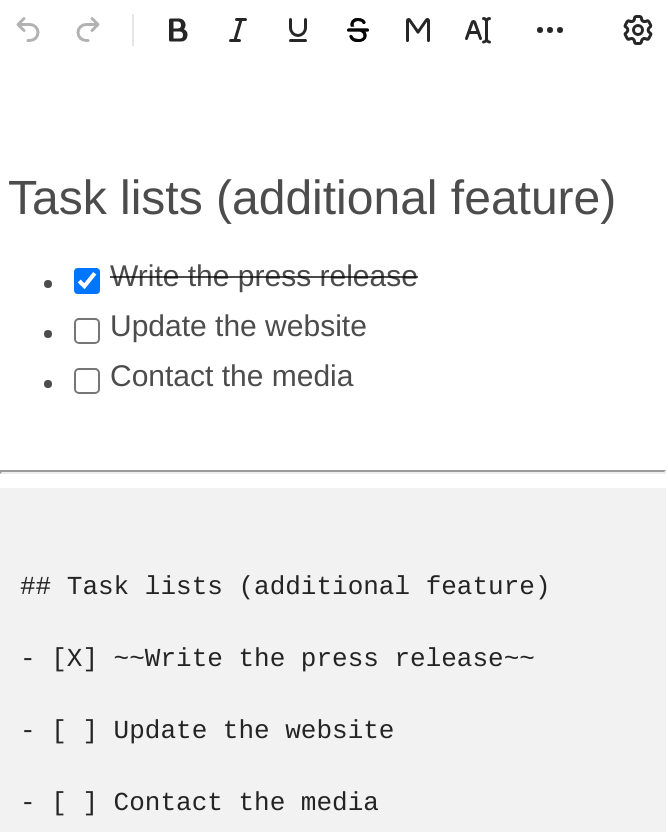 B I U S M AI
Task lists (additional feature)
Write the press release
Update the website
Contact the media
## Task lists (additional feature)
- [X] ~~Write the press release~~
- [ ] Update the website
- [ ] Contact the media